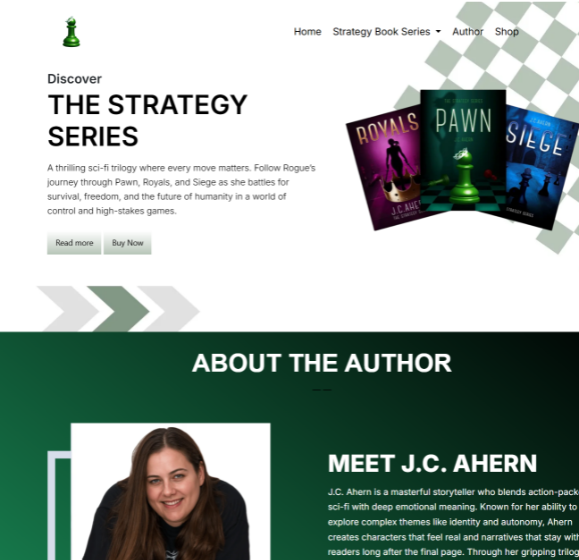 Home Strategy Book Series Author Shop
Discover
THE STRATEGY
SERIES
A thrilling sci-fi trilogy where every move matters. Follow Rogue's
journey through Pawn, Royals, and Siege as she battles for
survival, freedom, and the future of humanity in a world of
control and high-stakes games.
Read more Buy Now
ROYALS
J.C. AHE
PAWN
J.C. AHERN
SIEGE
ABOUT THE AUTHOR
MEET J.C. AHERN
J.C. Ahern is a masterful storyteller who blends action-pack
sci-fi with deep emotional meaning. Known for her ability to
explore complex themes like identity and autonomy, Ahern
creates characters that feel real and narratives that stay with
readers long after the final page. Through her gripping trilog